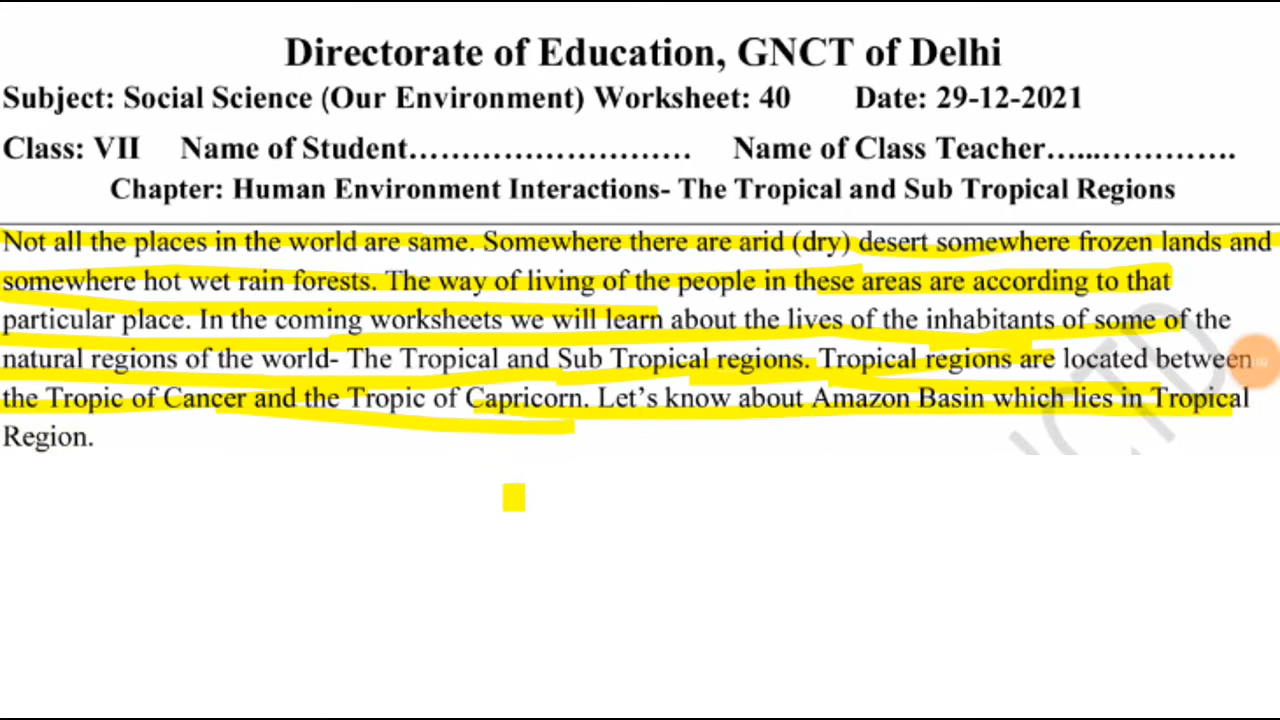 Directorate of Education, GNCT of Delhi
Subject: Social Science (Our Environment) Worksheet: 40 Date: 29-12-2021
Class: VII Name of Student………………………… Name of Class Teacher…...………….
Chapter: Human Environment Interactions- The Tropical and Sub Tropical Regions
Not all the places in the world are same. Somewhere there are arid (dry) desert somewhere frozen lands and
somewhere hot wet rain forests. The way of living of the people in these areas are according to that
particular place. In the coming worksheets we will learn about the lives of the inhabitants of some of the
natural regions of the world- The Tropical and Sub Tropical regions. Tropical regions are located between
the Tropic of Cancer and the Tropic of Capricorn. Let's know about Amazon Basin which lies in Tropical
Region.